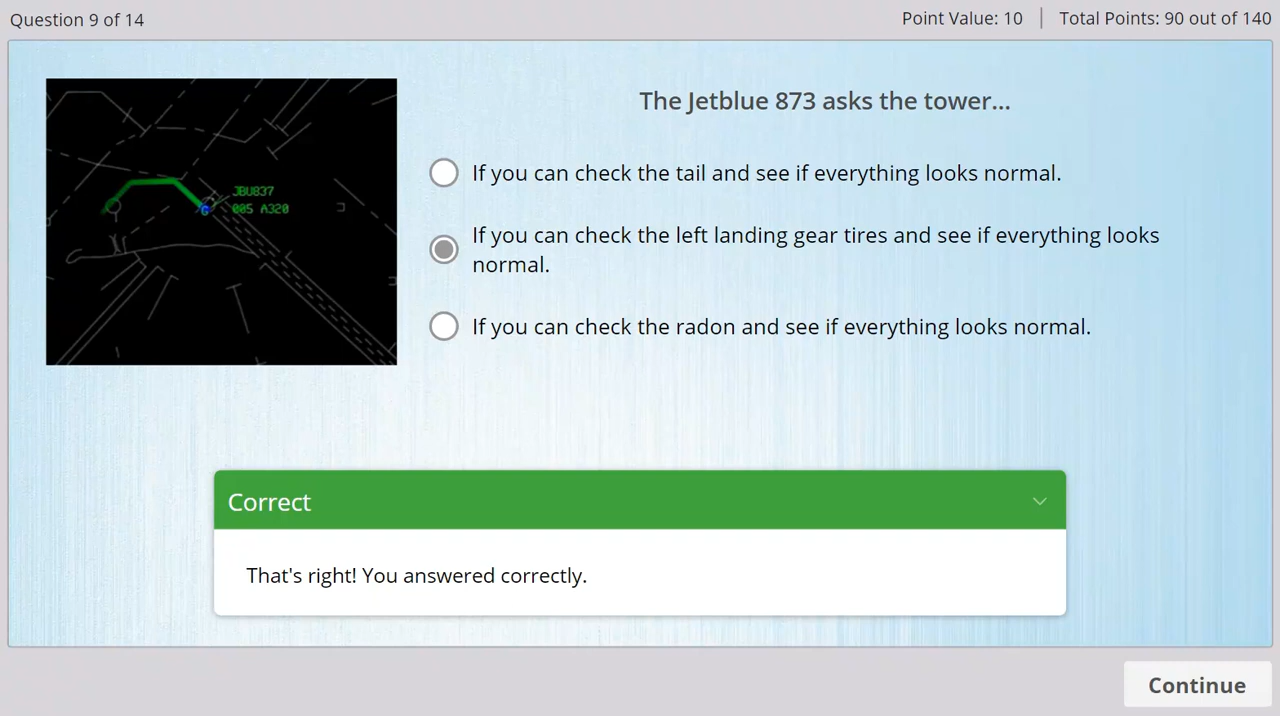 Question 9 of 14
Point Value: 10 | Total Points: 90 out of 140
The Jetblue 873 asks the tower...
JBU837
005 A320
G
If you can check the tail and see if everything looks normal.
If you can check the left landing gear tires and see if everything looks
normal.
If you can check the radon and see if everything looks normal.
Correct
That's right! You answered correctly.
Continue